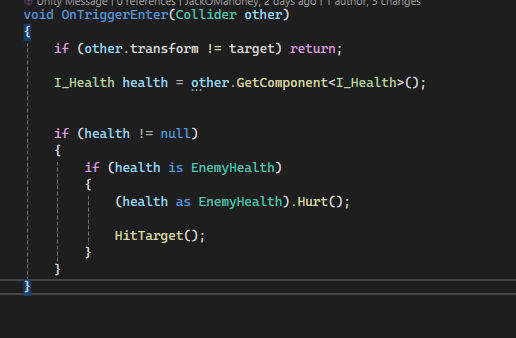 Unity Message | 0 references | JackOMahoney, 2 days ago | 1 author, 3 changes
void OnTriggerEnter(Collider other)
{
if (other.transform != target) return;
I_Health health = other.GetComponent<I_Health>();
if (health != null)
{
if (health is EnemyHealth)
{
(health as EnemyHealth).Hurt();
HitTarget();
}
}
}